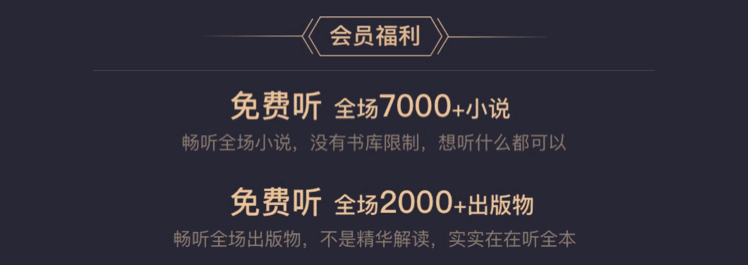 会员福利
免费听 全场7000+小说
畅听全场小说，没有书库限制，想听什么都可以
免费听 全场2000+出版物
畅听全场出版物，不是精华解读，实实在在听全本